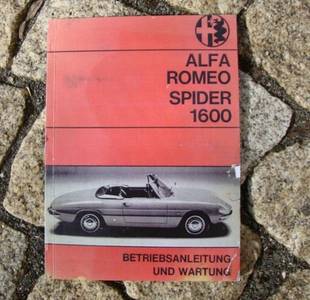 ALFA
ROMEO
SPIDER
1600
BETRIEBSANLEITUNG
UND WARTUNG